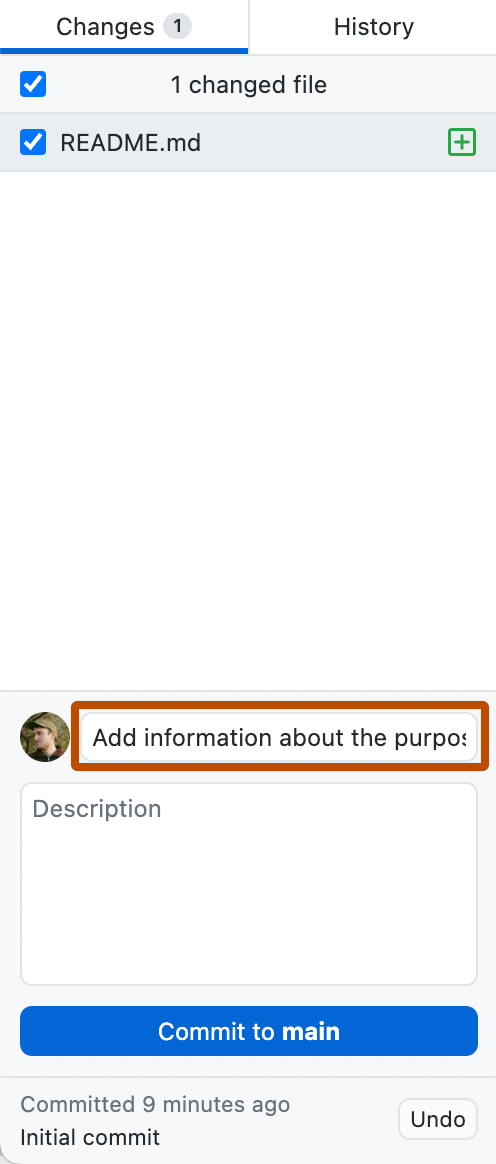 Changes 1
History
1 changed file
README.md
Add information about the purpos
Description
Commit to main
Committed 9 minutes ago
Initial commit
Undo